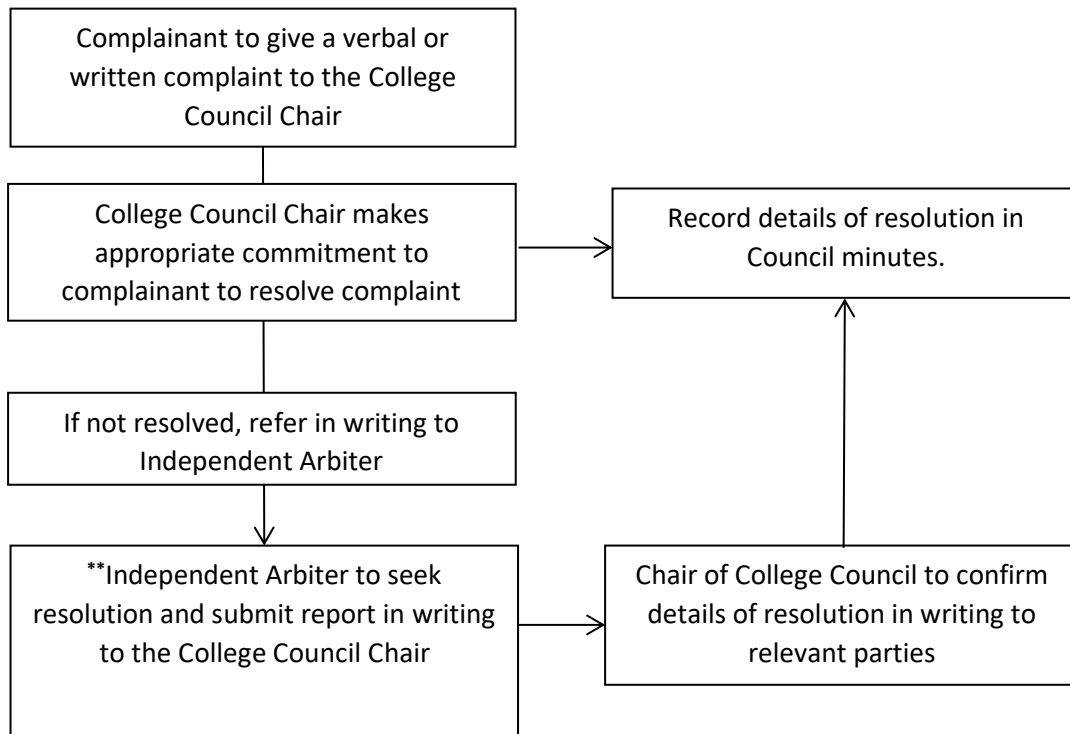 Complainant to give a verbal or
written complaint to the College
Council Chair
College Council Chair makes
appropriate commitment to
complainant to resolve complaint
Record details of resolution in
Council minutes.
If not resolved, refer in writing to
Independent Arbiter
**Independent Arbiter to seek
resolution and submit report in writing
to the College Council Chair
Chair of College Council to confirm
details of resolution in writing to
relevant parties